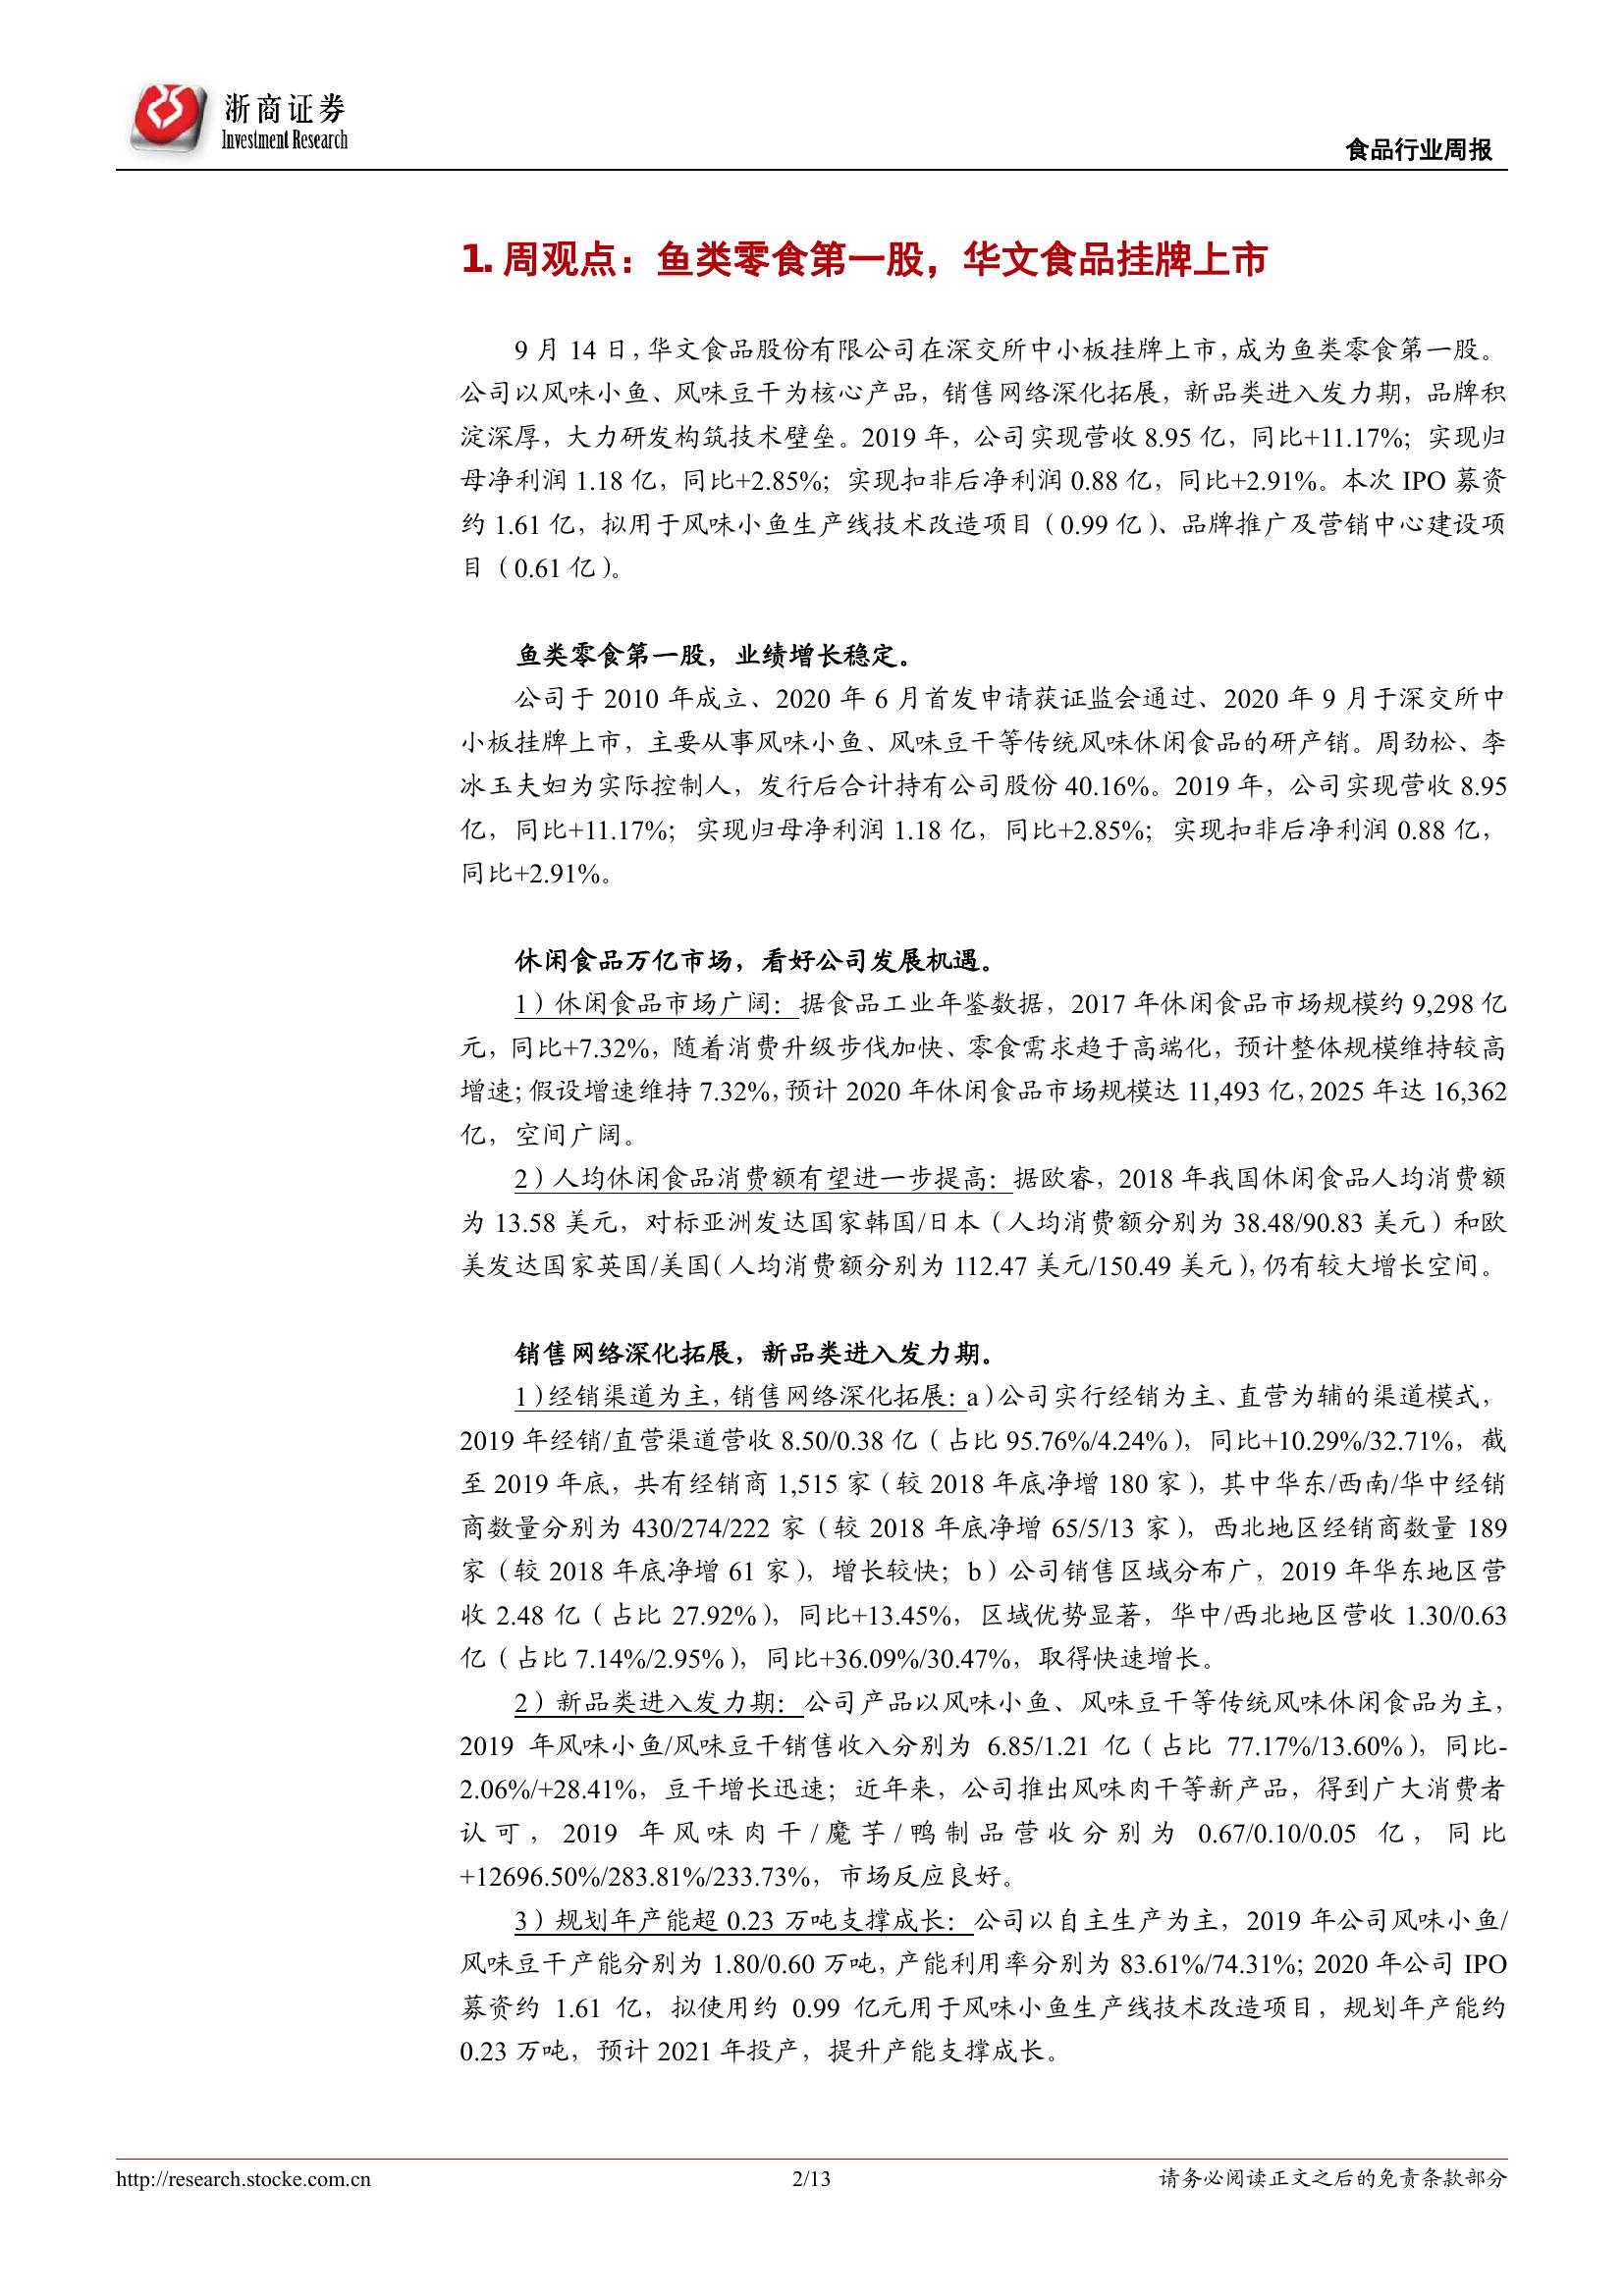 浙商证券
Investment Research
食品行业周报
1. 周观点：鱼类零食第一股，华文食品挂牌上市
9 月 14 日，华文食品股份有限公司在深交所中小板挂牌上市，成为鱼类零食第一股。
公司以风味小鱼、风味豆干为核心产品，销售网络深化拓展，新品类进入发力期，品牌积
淀深厚，大力研发构筑技术壁垒。2019 年，公司实现营收 8.95 亿，同比+11.17%；实现归
母净利润 1.18 亿，同比+2.85%；实现扣非后净利润 0.88 亿，同比+2.91%。本次 IPO 募资
约 1.61 亿，拟用于风味小鱼生产线技术改造项目（0.99 亿）、品牌推广及营销中心建设项
目（0.61 亿）。
鱼类零食第一股，业绩增长稳定。
公司于 2010 年成立、2020 年 6 月首发申请获证监会通过、2020 年 9 月于深交所中
小板挂牌上市，主要从事风味小鱼、风味豆干等传统风味休闲食品的研产销。周劲松、李
冰玉夫妇为实际控制人，发行后合计持有公司股份 40.16%。2019 年，公司实现营收 8.95
亿，同比+11.17%；实现归母净利润 1.18 亿，同比+2.85%；实现扣非后净利润 0.88 亿，
同比+2.91%。
休闲食品万亿市场，看好公司发展机遇。
1）休闲食品市场广阔：据食品工业年鉴数据，2017 年休闲食品市场规模约 9,298 亿
元，同比+7.32%，随着消费升级步伐加快、零食需求趋于高端化，预计整体规模维持较高
增速；假设增速维持 7.32%，预计 2020 年休闲食品市场规模达 11,493 亿，2025 年达 16,362
亿，空间广阔。
2）人均休闲食品消费额有望进一步提高：据欧睿，2018 年我国休闲食品人均消费额
为 13.58 美元，对标亚洲发达国家韩国/日本（人均消费额分别为 38.48/90.83 美元）和欧
美发达国家英国/美国（人均消费额分别为 112.47 美元/150.49 美元），仍有较大增长空间。
销售网络深化拓展，新品类进入发力期。
1）经销渠道为主，销售网络深化拓展：a）公司实行经销为主、直营为辅的渠道模式，
2019 年经销/直营渠道营收 8.50/0.38 亿（占比 95.76%/4.24%），同比+10.29%/32.71%，截
至 2019 年底，共有经销商 1,515 家（较 2018 年底净增 180 家），其中华东/西南/华中经销
商数量分别为 430/274/222 家（较 2018 年底净增 65/5/13 家），西北地区经销商数量 189
家（较 2018 年底净增 61 家），增长较快；b）公司销售区域分布广，2019 年华东地区营
收 2.48 亿（占比 27.92%），同比+13.45%，区域优势显著，华中/西北地区营收 1.30/0.63
亿（占比 7.14%/2.95%），同比+36.09%/30.47%，取得快速增长。
2）新品类进入发力期：公司产品以风味小鱼、风味豆干等传统风味休闲食品为主，
2019 年风味小鱼/风味豆干销售收入分别为 6.85/1.21 亿（占比 77.17%/13.60%），同比-
2.06%/+28.41%，豆干增长迅速；近年来，公司推出风味肉干等新产品，得到广大消费者
认可，2019 年风味肉干/魔芋/鸭制品营收分别为 0.67/0.10/0.05 亿，同比
+12696.50%/283.81%/233.73%，市场反应良好。
3）规划年产能超 0.23 万吨支撑成长：公司以自主生产为主，2019 年公司风味小鱼/
风味豆干产能分别为 1.80/0.60 万吨，产能利用率分别为 83.61%/74.31%；2020 年公司 IPO
募资约 1.61 亿，拟使用约 0.99 亿元用于风味小鱼生产线技术改造项目，规划年产能约
0.23 万吨，预计 2021 年投产，提升产能支撑成长。
http://research.stocke.com.cn
2/13
请务必阅读正文之后的免责条款部分